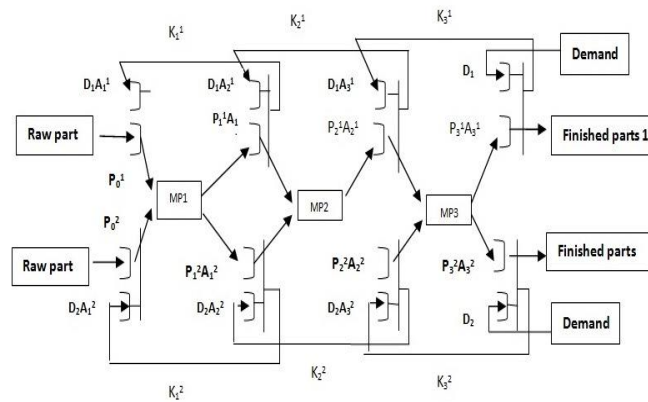 K₁¹
K₂¹
K₃¹
Demand
D₁A₁¹
D₁A₂¹
D₁A₃¹
D₁
Raw part
P₁¹A₁
P₂¹A₂¹
P₃¹A₃¹
Finished parts 1
P₀¹
MP1
MP2
MP3
P₀²
Raw part
P₁²A₁²
P₂²A₂²
P₃²A₃²
Finished parts
D₂A₁²
D₂A₂²
D₂A₃²
D₂
Demand
K₁²
K₂²
K₃²